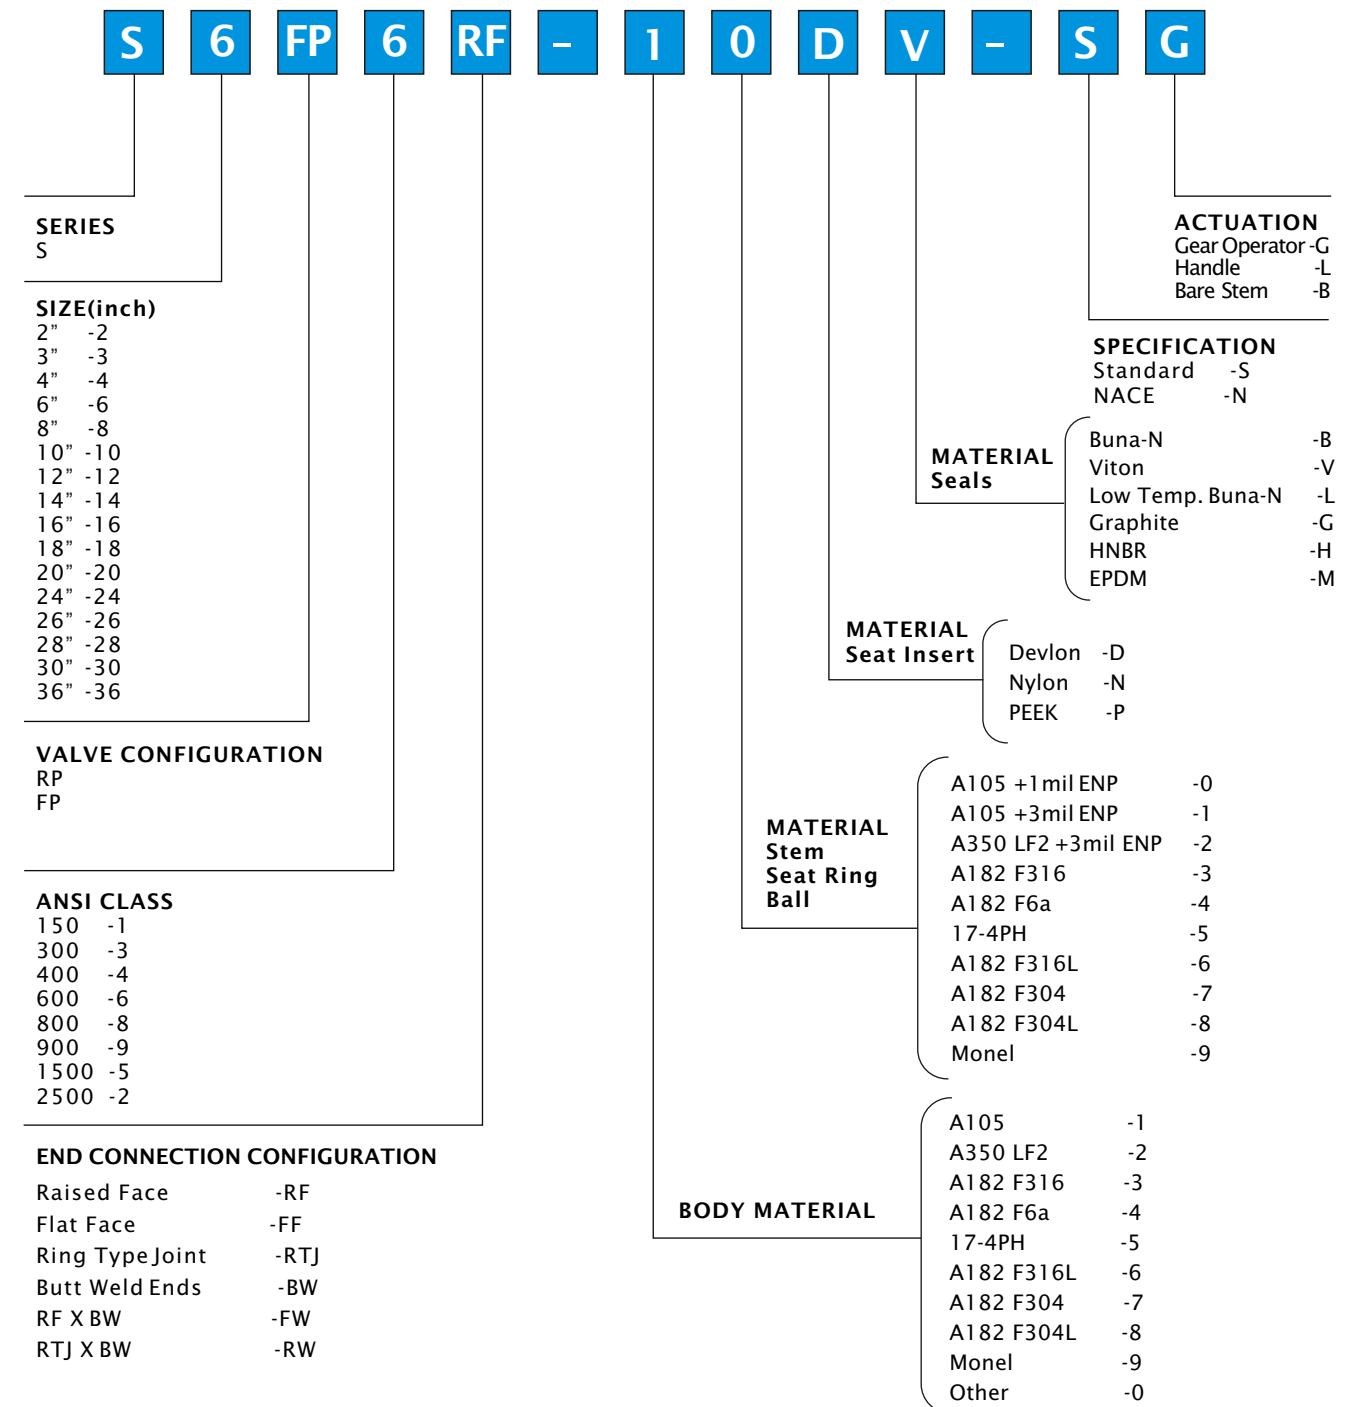 S 6 FP 6 RF - 1 0 D V - S G
SERIES
S
SIZE(inch)
2” -2
3” -3
4” -4
6” -6
8” -8
10” -10
12” -12
14” -14
16” -16
18” -18
20” -20
24” -24
26” -26
28” -28
30” -30
36” -36
VALVE CONFIGURATION
RP
FP
ANSI CLASS
150 -1
300 -3
400 -4
600 -6
800 -8
900 -9
1500 -5
2500 -2
END CONNECTION CONFIGURATION
Raised Face -RF
Flat Face -FF
Ring Type Joint -RTJ
Butt Weld Ends -BW
RF X BW -FW
RTJ X BW -RW
ACTUATION
Gear Operator -G
Handle -L
Bare Stem -B
SPECIFICATION
Standard -S
NACE -N
MATERIAL
Seals
Buna-N -B
Viton -V
Low Temp. Buna-N -L
Graphite -G
HNBR -H
EPDM -M
MATERIAL
Seat Insert
Devlon -D
Nylon -N
PEEK -P
MATERIAL
Stem
Seat Ring
Ball
A105 +1mil ENP -0
A105 +3mil ENP -1
A350 LF2 +3mil ENP -2
A182 F316 -3
A182 F6a -4
17-4PH -5
A182 F316L -6
A182 F304 -7
A182 F304L -8
Monel -9
BODY MATERIAL
A105 -1
A350 LF2 -2
A182 F316 -3
A182 F6a -4
17-4PH -5
A182 F316L -6
A182 F304 -7
A182 F304L -8
Monel -9
Other -0